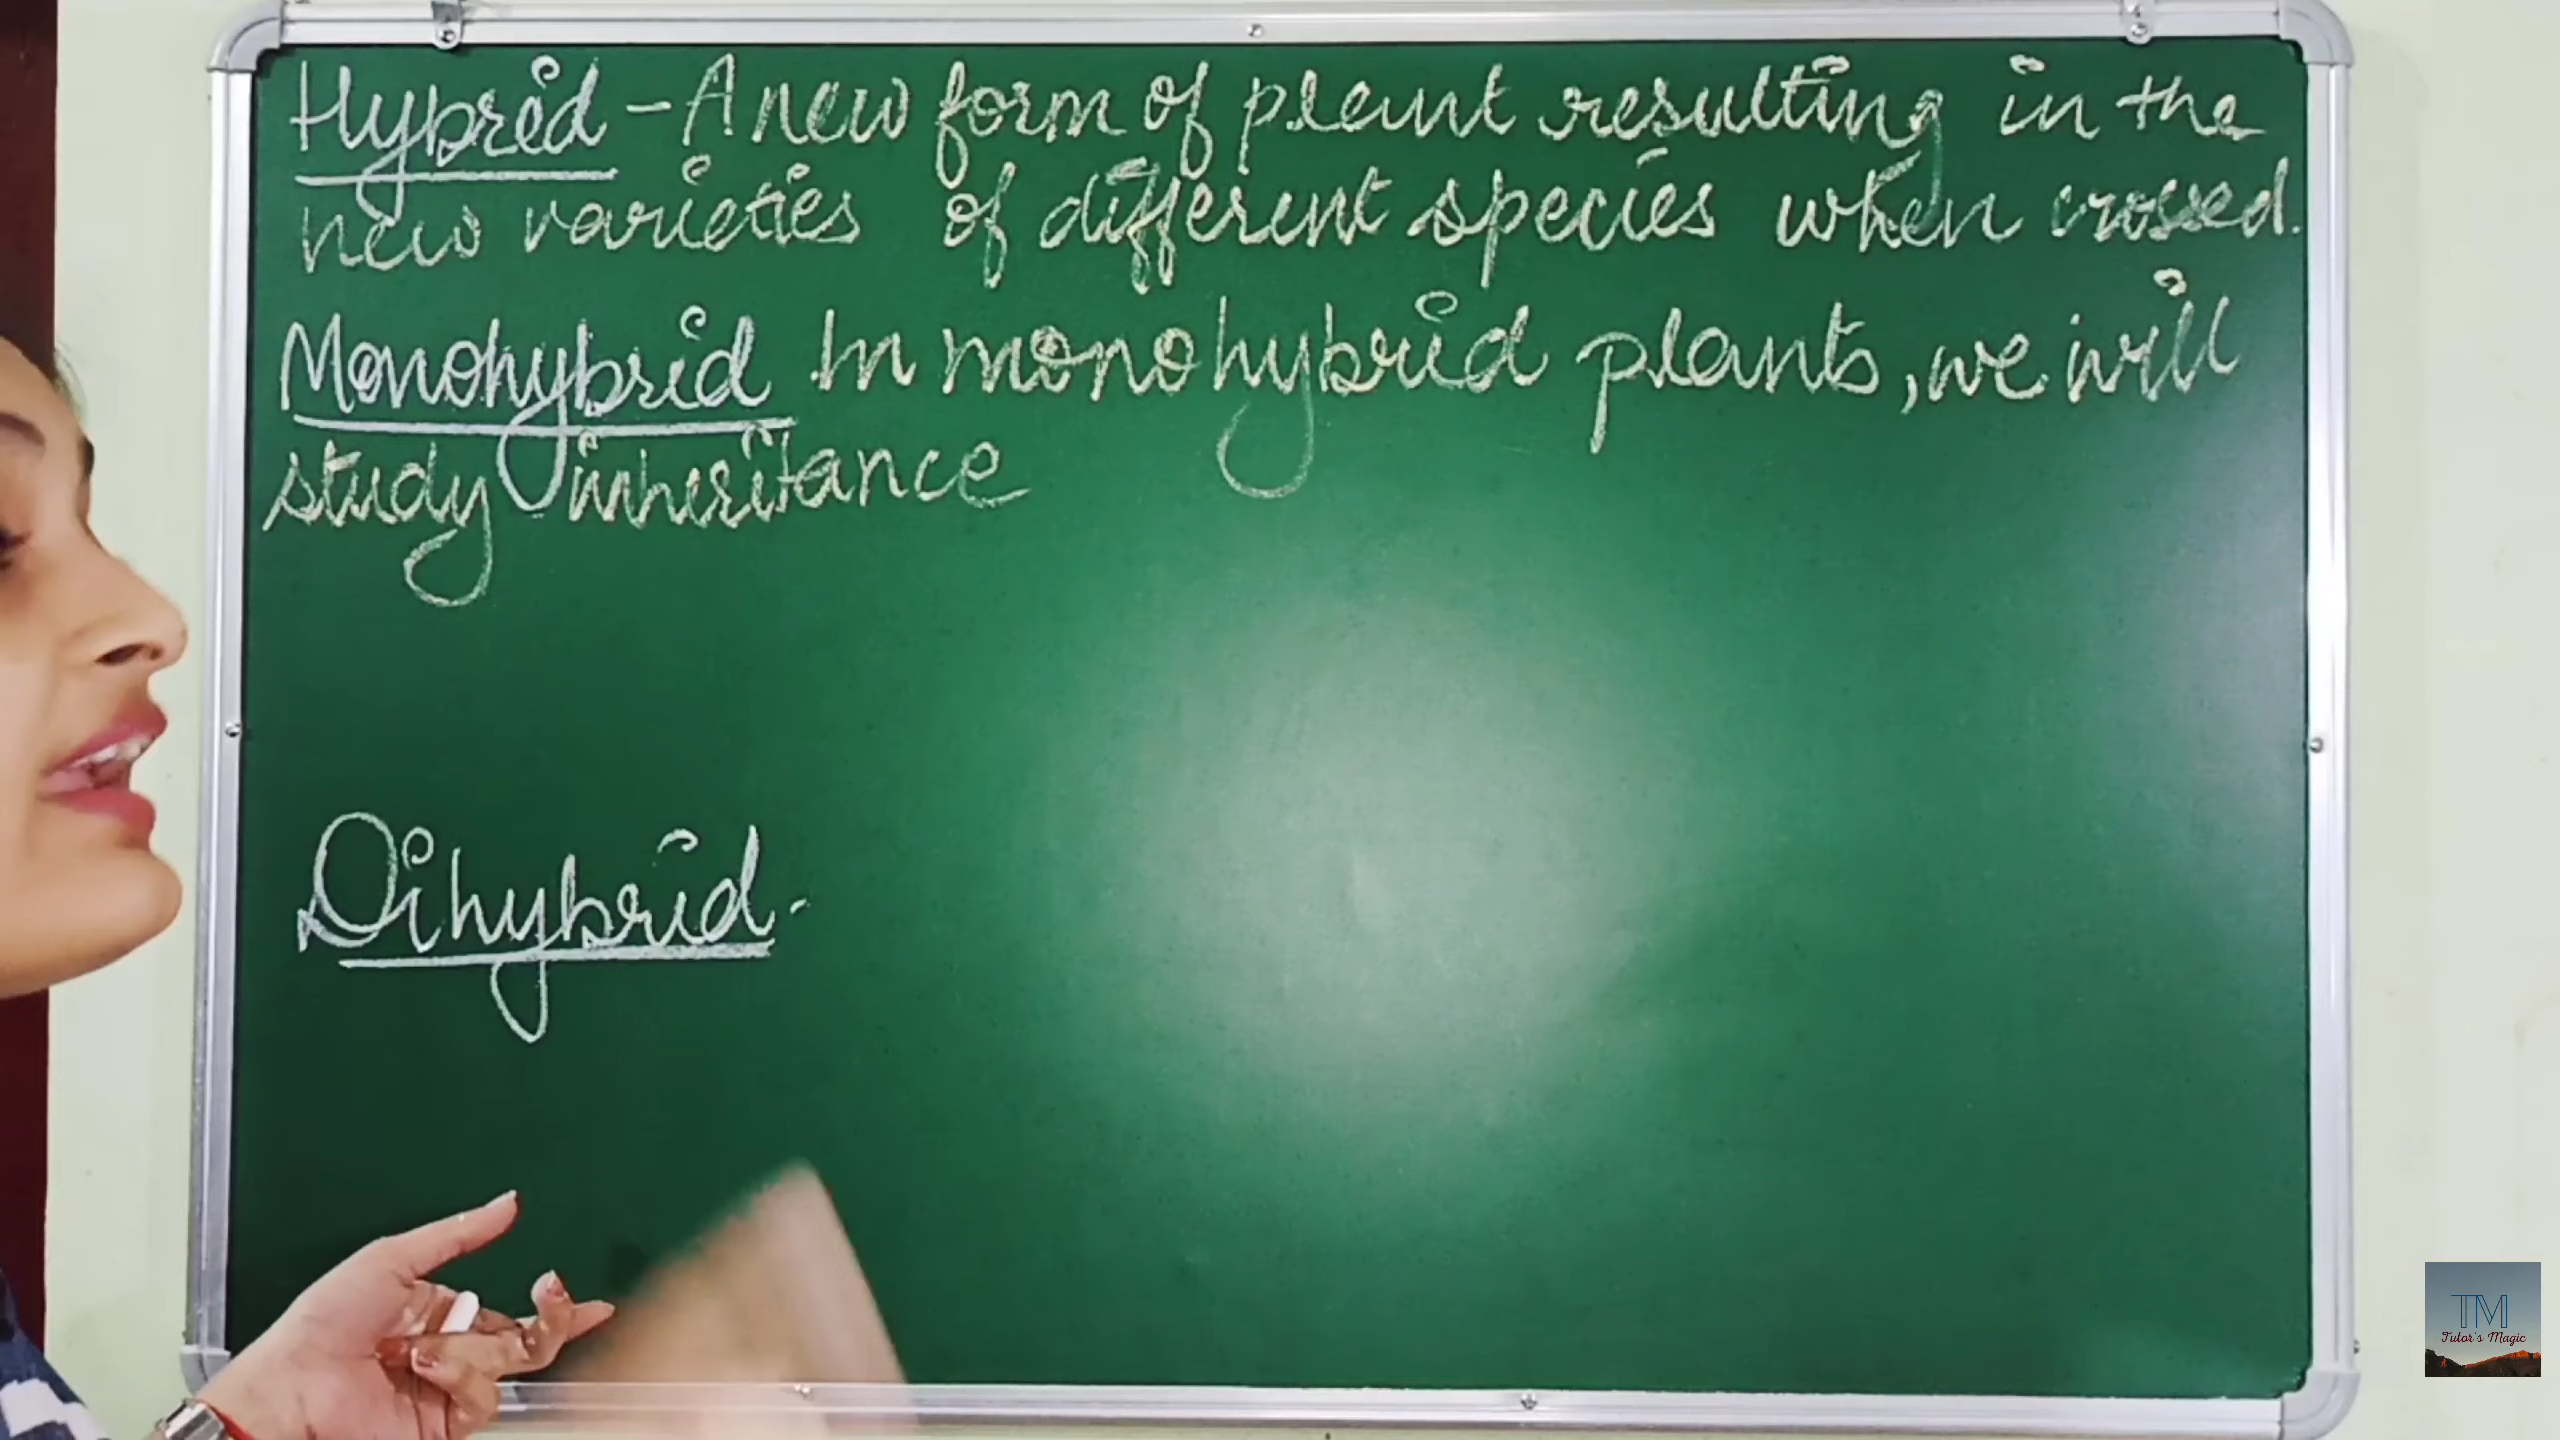 Hybrid - A new form of plant resulting in the
new varieties of different species when crossed.
Monohybrid In monohybrid plants, we will
study inheritance
Dihybrid -
TM
Tutor's Magic